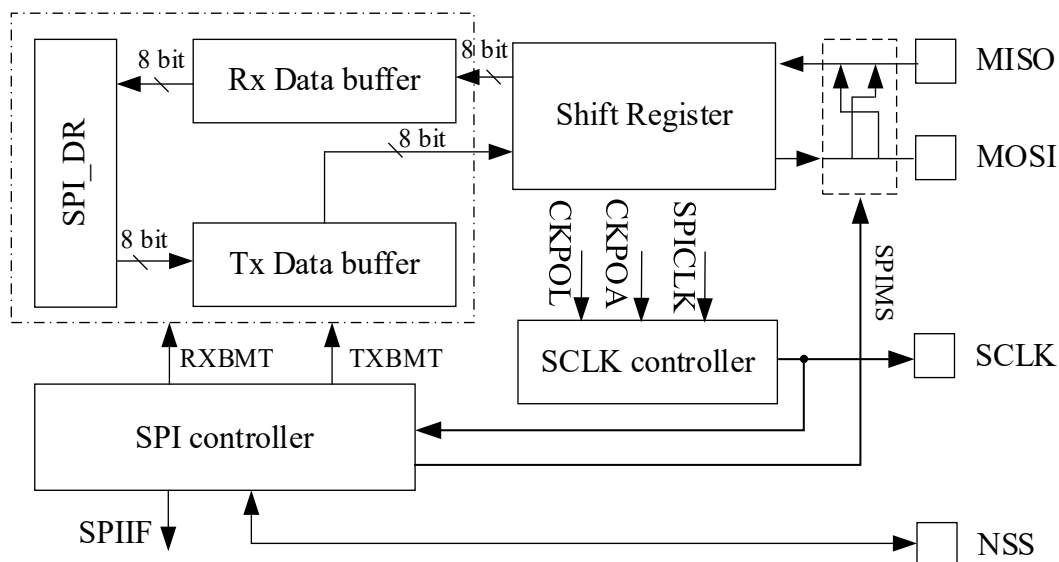 8 bit
Rx Data buffer
8 bit
Shift Register
MISO
8 bit
MOSI
SPI_DR
8 bit
Tx Data buffer
CKPOL
CKPOA
SPICLK
SPIMS
RXBMT
TXBMT
SCLK controller
SCLK
SPI controller
SPIIF
NSS